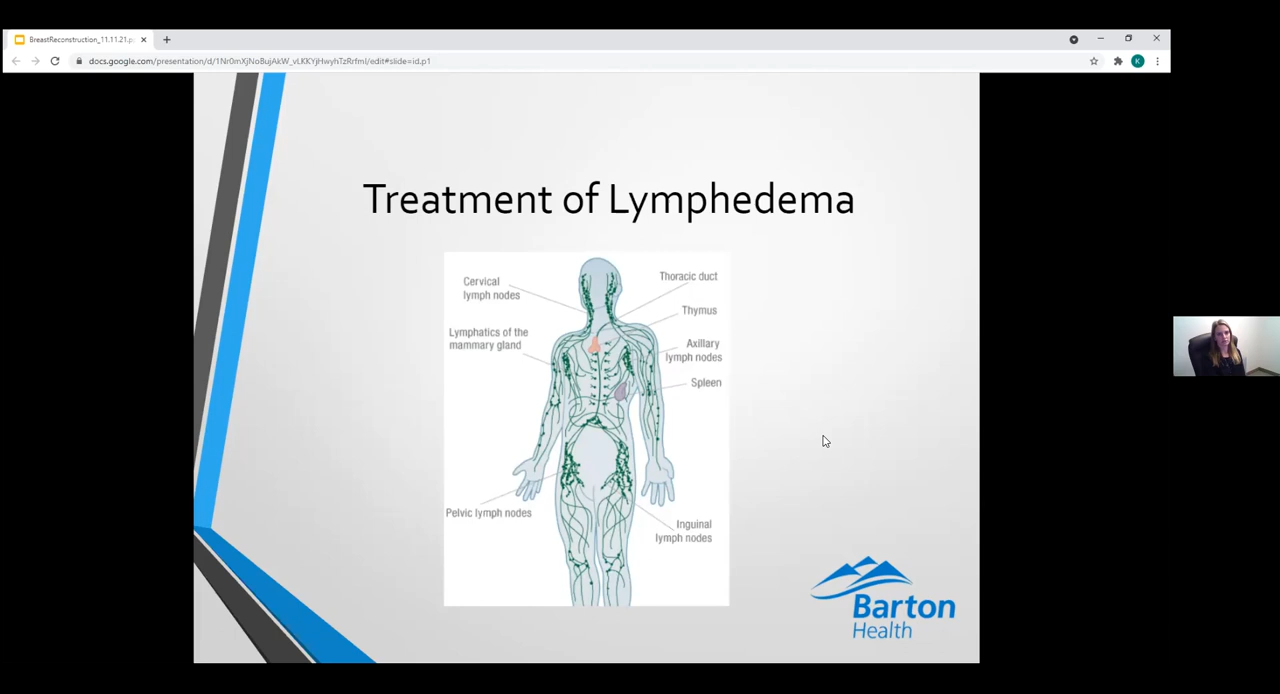 BreastReconstruction_11.11.21.p
docs.google.com/presentation/d/1Nr0mXjNoBujAkW_vLKKYjHwyhTzRrfmI/edit#slide=id.p1
K
Treatment of Lymphedema
Cervical
lymph nodes
Thoracic duct
Thymus
Lymphatics of the
mammary gland
Axillary
lymph nodes
Spleen
Pelvic lymph nodes
Inguinal
lymph nodes
Barton
Health